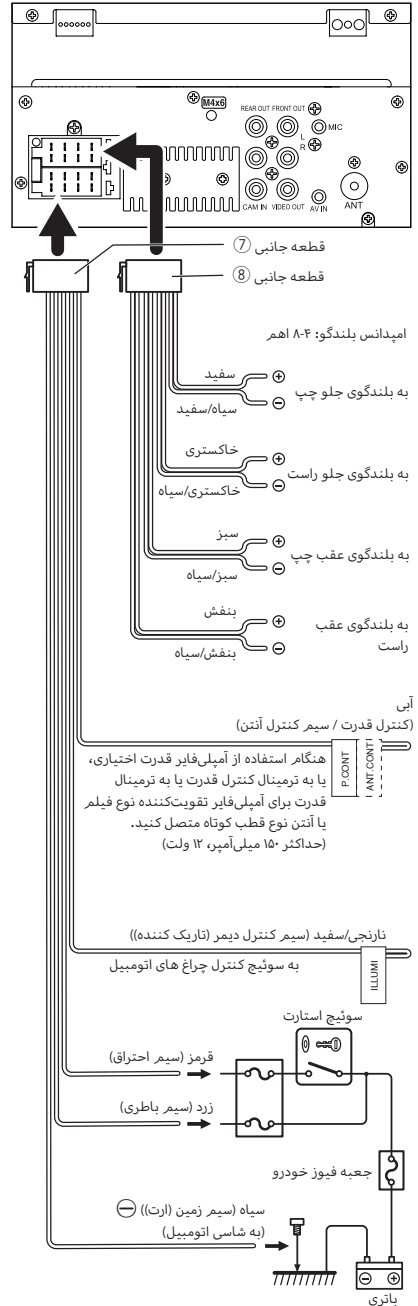 M4x6
REAR OUT FRONT OUT
MIC
L
R
CAM IN VIDEO OUT AV IN
ANT
قطعه جانبی ⑦
قطعه جانبی ⑧
امپدانس بلندگو: ۴-۸ اهم
سفید
⊕
به بلندگوی جلو چپ
سیاه/سفید
⊖
خاکستری
⊕
به بلندگوی جلو راست
خاکستری/سیاه
⊖
سبز
⊕
به بلندگوی عقب چپ
سبز/سیاه
⊖
بنفش
⊕
به بلندگوی عقب
راست
بنفش/سیاه
⊖
آبی
(کنترل قدرت / سیم کنترل آنتن)
P.CONT
ANT.CONT
هنگام استفاده از آمپلی‌فایر قدرت اختیاری،
یا به ترمینال کنترل قدرت یا به ترمینال
قدرت برای آمپلی‌فایر تقویت‌کننده نوع فیلم
یا آنتن نوع قطب کوتاه متصل کنید.
(حداکثر ۱۵۰ میلی‌آمپر، ۱۲ ولت)
نارنجی/سفید (سیم کنترل دیمر (تاریک کننده))
به سوئیچ کنترل چراغ های اتومبیل
ILLUMI
سوئیچ استارت
قرمز (سیم احتراق)
زرد (سیم باطری)
جعبه فیوز خودرو
سیاه (سیم زمین (ارت)) ⊖
(به شاسی اتومبیل)
⊖ ⊕
باتری